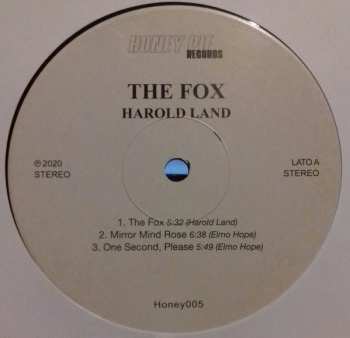 HONEY PIE
RECORDS
THE FOX
HAROLD LAND
℗ 2020
STEREO
LATO A
STEREO
1. The Fox 5:32 (Harold Land)
2. Mirror Mind Rose 6:38 (Elmo Hope)
3. One Second, Please 5:49 (Elmo Hope)
Honey005